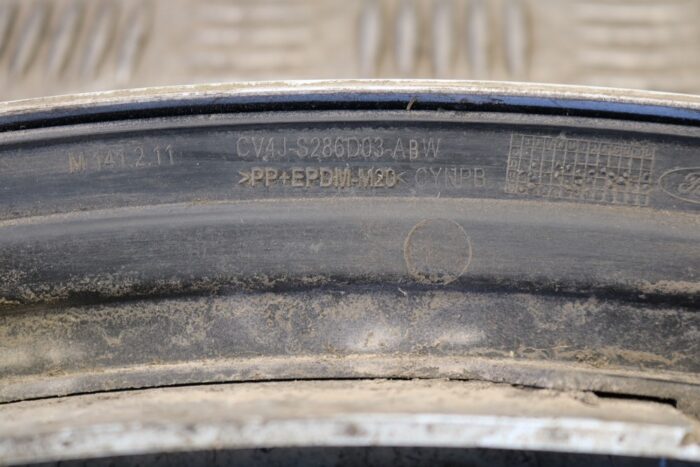 M 141.2.11
CV4J-S286D03-ABW
>PP+EPDM-M20< CYNPB